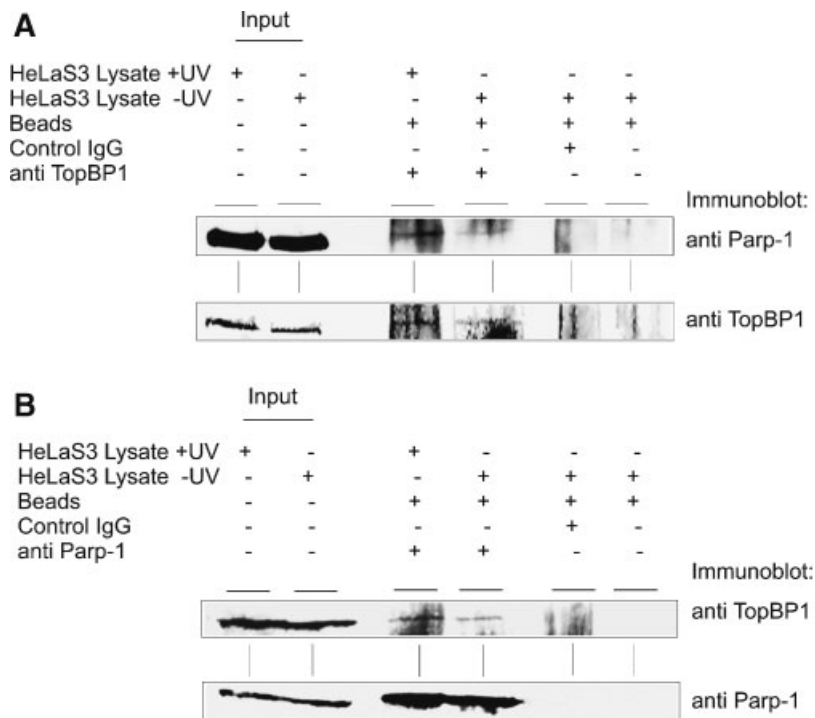 A
Input
HeLaS3 Lysate +UV + - + - - -
HeLaS3 Lysate -UV - + - + + +
Beads - - + + + +
Control IgG - - - - + -
anti TopBP1 - - + + - -
Immunoblot:
anti Parp-1
anti TopBP1
B
Input
HeLaS3 Lysate +UV + - + - - -
HeLaS3 Lysate -UV - + - + + +
Beads - - + + + +
Control IgG - - - - + -
anti Parp-1 - - + + - -
Immunoblot:
anti TopBP1
anti Parp-1